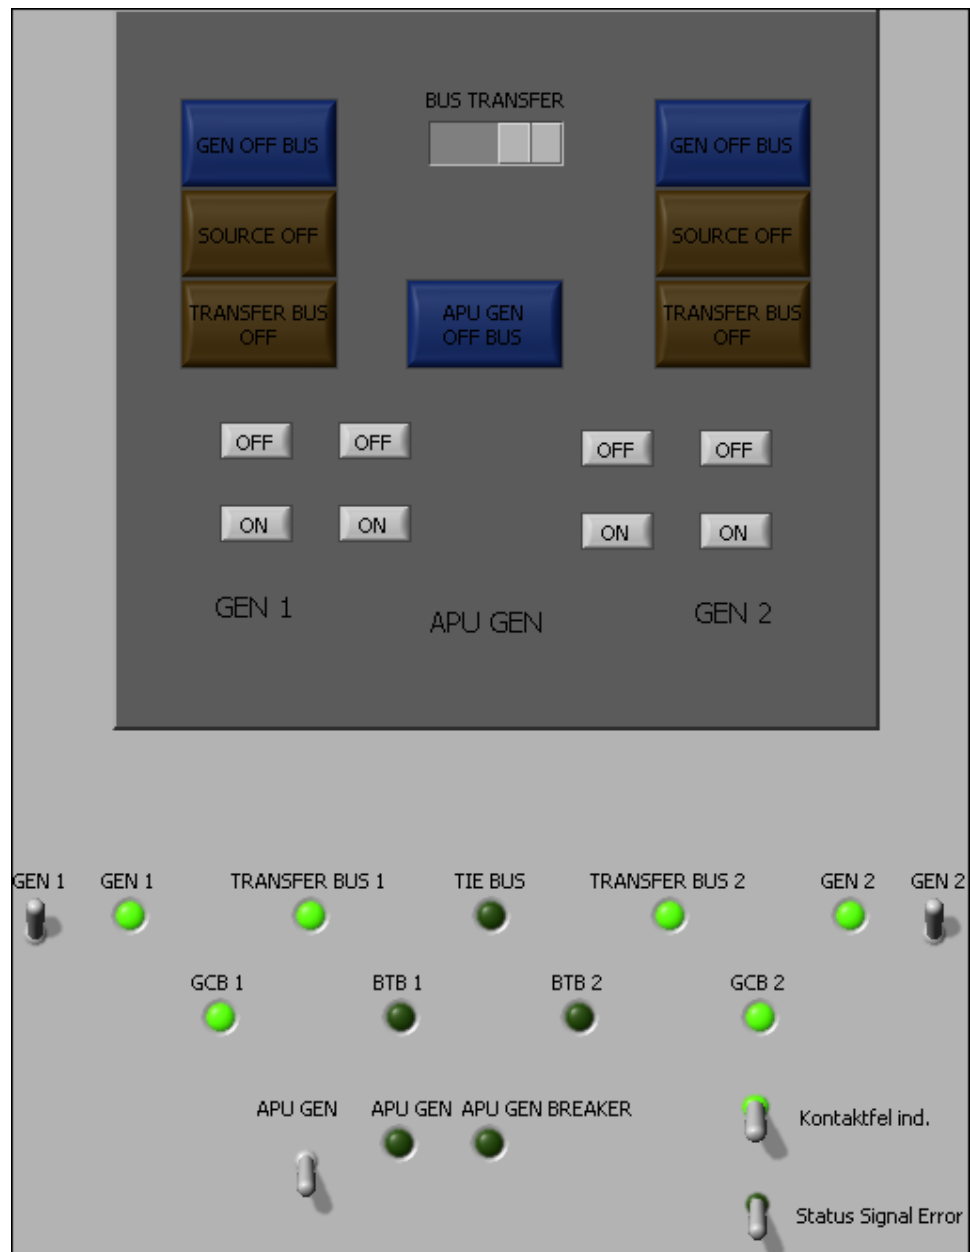 BUS TRANSFER
GEN OFF BUS
GEN OFF BUS
SOURCE OFF
SOURCE OFF
TRANSFER BUS
OFF
APU GEN
OFF BUS
TRANSFER BUS
OFF
OFF
OFF
OFF
OFF
ON
ON
ON
ON
GEN 1
APU GEN
GEN 2
GEN 1
GEN 1
TRANSFER BUS 1
TIE BUS
TRANSFER BUS 2
GEN 2
GEN 2
GCB 1
BTB 1
BTB 2
GCB 2
APU GEN
APU GEN
APU GEN BREAKER
Kontaktfel ind.
Status Signal Error